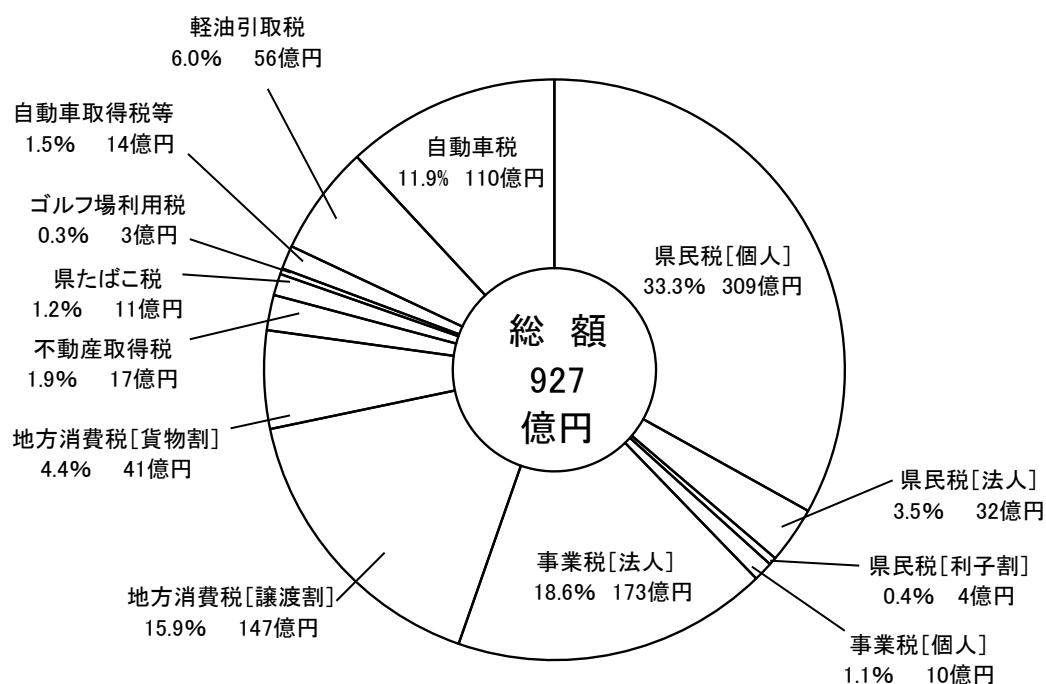 軽油引取税
6.0% 56億円
自動車取得税等
1.5% 14億円
自動車税
11.9% 110億円
ゴルフ場利用税
0.3% 3億円
県たばこ税
1.2% 11億円
不動産取得税
1.9% 17億円
地方消費税[貨物割]
4.4% 41億円
地方消費税[譲渡割]
15.9% 147億円
総 額
927
億円
県民税[個人]
33.3% 309億円
県民税[法人]
3.5% 32億円
県民税[利子割]
0.4% 4億円
事業税[個人]
1.1% 10億円
事業税[法人]
18.6% 173億円